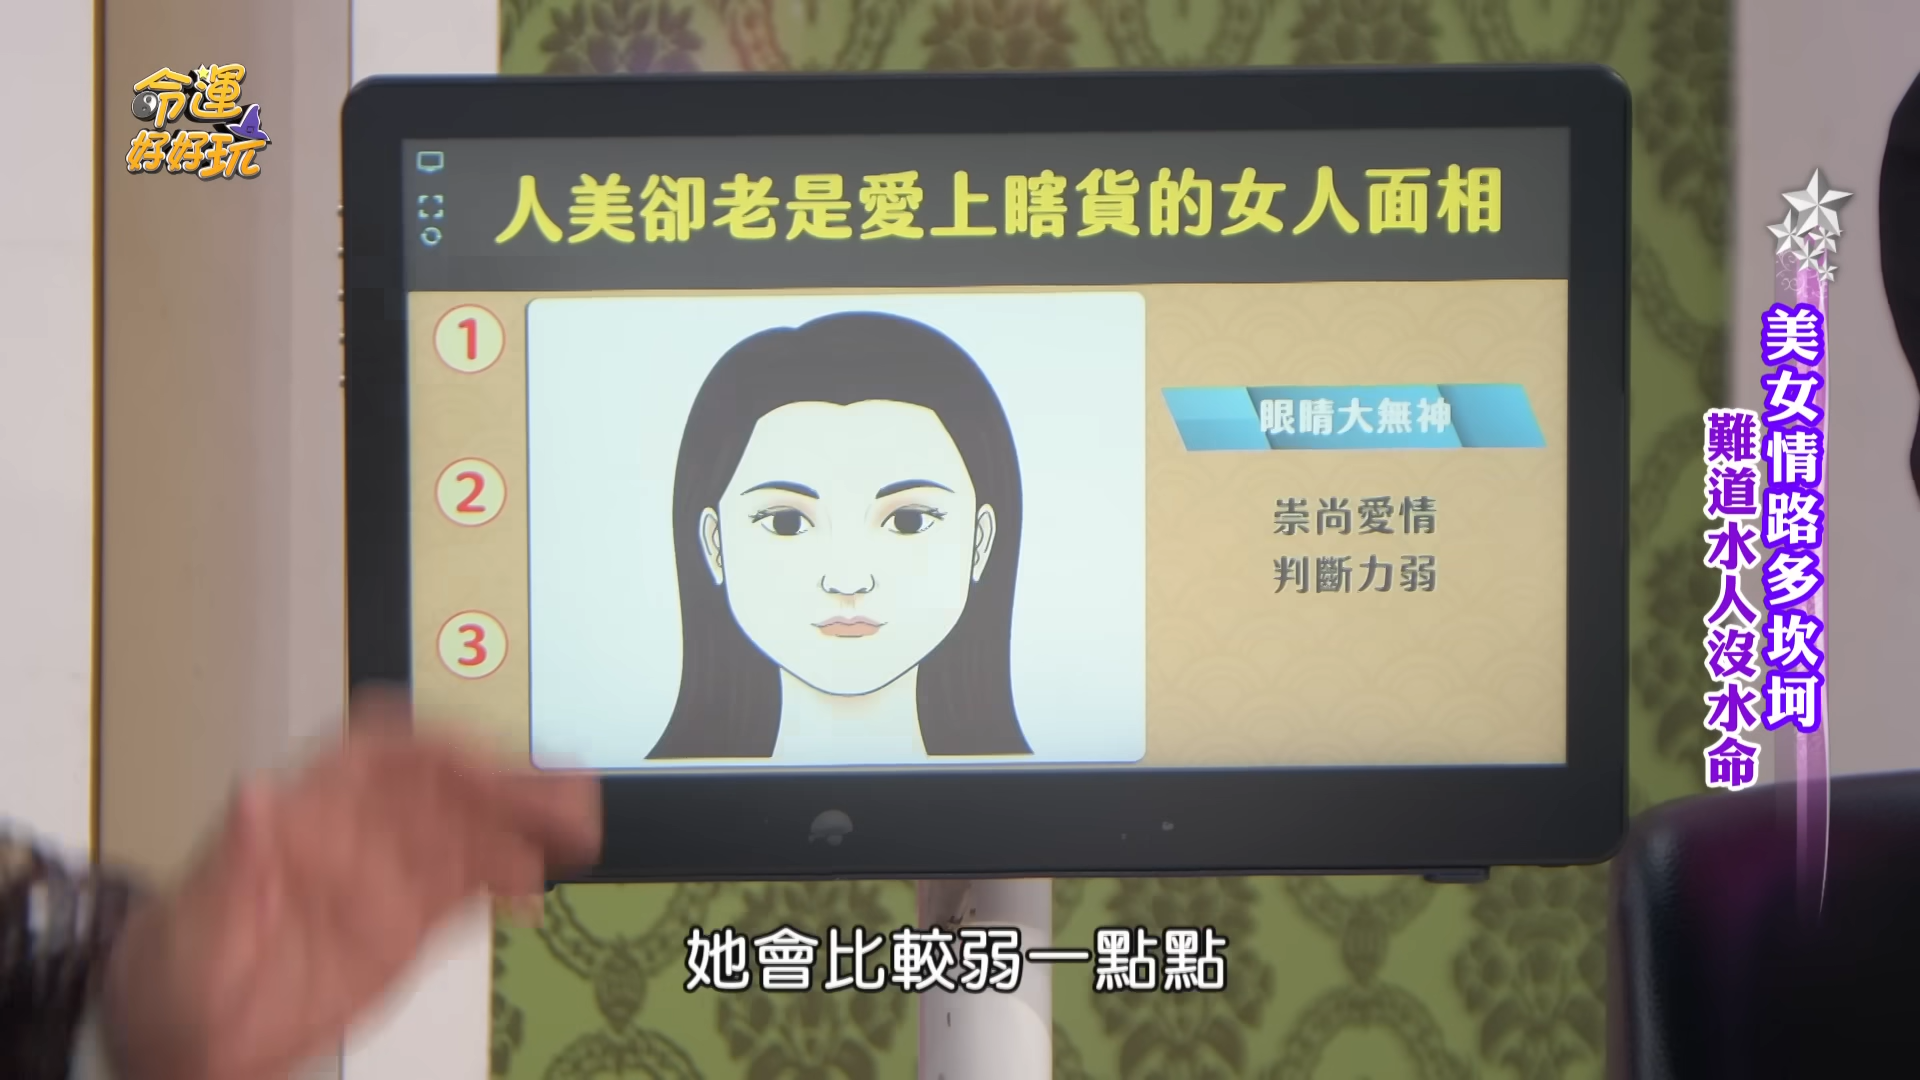 命運
好好玩
人美卻老是愛上瞎貨的女人面相
1
2
3
眼睛大無神
崇尚愛情
判斷力弱
美女情路多坎坷
難道水人沒水命
她會比較弱一點點